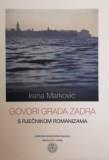 Irena Marković
GOVORI GRADA ZADRA
S RJEČNIKOM ROMANIZAMA